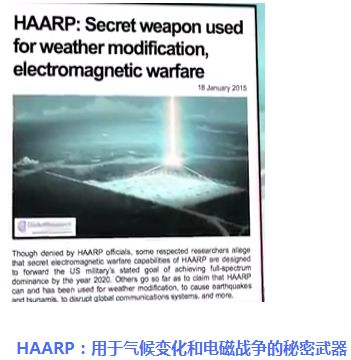 HAARP: Secret weapon used
for weather modification,
electromagnetic warfare
18 January 2015
GlobalResearch
Though denied by HAARP officials, some respected researchers allege
that secret electromagnetic warfare capabilities of HAARP are designed
to forward the US military's stated goal of achieving full-spectrum
dominance by the year 2020. Others go so far as to claim that HAARP
can and has been used for weather modification, to cause earthquakes
and tsunamis, to disrupt global communications systems, and more.
HAARP：用于气候变化和电磁战争的秘密武器